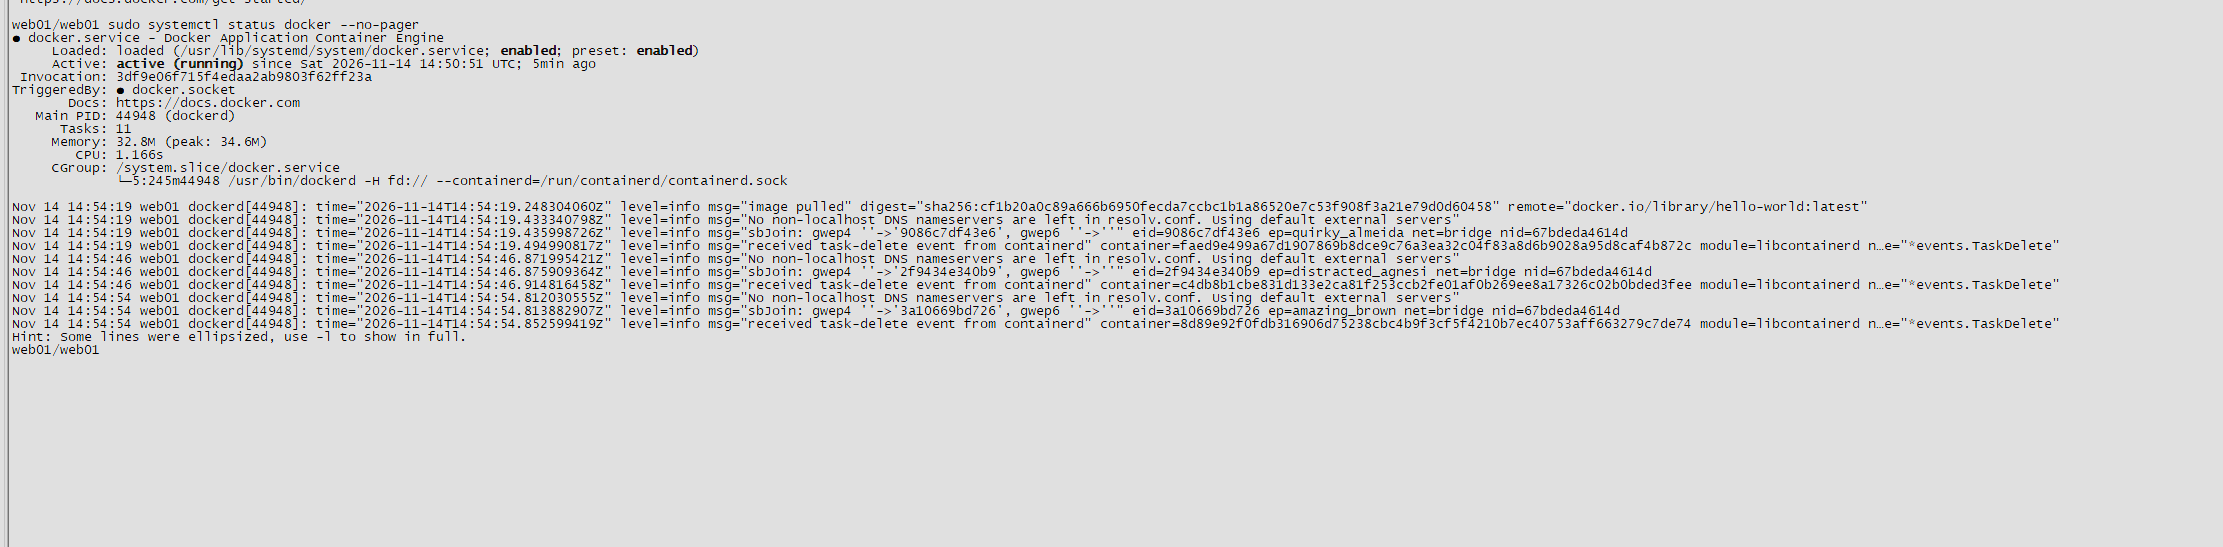 https://docs.docker.com/get-started/
web01/web01 sudo systemctl status docker --no-pager
● docker.service - Docker Application Container Engine
Loaded: loaded (/usr/lib/systemd/system/docker.service; enabled; preset: enabled)
Active: active (running) since Sat 2026-11-14 14:50:51 UTC; 5min ago
Invocation: 3df9e06f715f4edaa2ab9803f62ff23a
TriggeredBy: ● docker.socket
Docs: https://docs.docker.com
Main PID: 44948 (dockerd)
Tasks: 11
Memory: 32.8M (peak: 34.6M)
CPU: 1.166s
CGroup: /system.slice/docker.service
└─5:245m44948 /usr/bin/dockerd -H fd:// --containerd=/run/containerd/containerd.sock
Nov 14 14:54:19 web01 dockerd[44948]: time="2026-11-14T14:54:19.248304060Z" level=info msg="image pulled" digest="sha256:cf1b20a0c89a666b6950fecda7ccbc1b1a86520e7c53f908f3a21e79d0d60458" remote="docker.io/library/hello-world:latest"
Nov 14 14:54:19 web01 dockerd[44948]: time="2026-11-14T14:54:19.433340798Z" level=info msg="No non-localhost DNS nameservers are left in resolv.conf. Using default external servers"
Nov 14 14:54:19 web01 dockerd[44948]: time="2026-11-14T14:54:19.435998726Z" level=info msg="sbJoin: gwep4 ''->'9086c7df43e6', gwep6 ''->''" eid=9086c7df43e6 ep=quirky_almeida net=bridge nid=67bdeda4614d
Nov 14 14:54:19 web01 dockerd[44948]: time="2026-11-14T14:54:19.494990817Z" level=info msg="received task-delete event from containerd" container=faed9e499a67d1907869b8dce9c76a3ea32c04f83a8d6b9028a95d8caf4b872c module=libcontainerd n…e="*events.TaskDelete"
Nov 14 14:54:46 web01 dockerd[44948]: time="2026-11-14T14:54:46.871995421Z" level=info msg="No non-localhost DNS nameservers are left in resolv.conf. Using default external servers"
Nov 14 14:54:46 web01 dockerd[44948]: time="2026-11-14T14:54:46.875909364Z" level=info msg="sbJoin: gwep4 ''->'2f9434e340b9', gwep6 ''->''" eid=2f9434e340b9 ep=distracted_agnesi net=bridge nid=67bdeda4614d
Nov 14 14:54:46 web01 dockerd[44948]: time="2026-11-14T14:54:46.914816458Z" level=info msg="received task-delete event from containerd" container=c4db8b1cbe831d133e2ca81f253ccb2fe01af0b269ee8a17326c02b0bded3fee module=libcontainerd n…e="*events.TaskDelete"
Nov 14 14:54:54 web01 dockerd[44948]: time="2026-11-14T14:54:54.812030555Z" level=info msg="No non-localhost DNS nameservers are left in resolv.conf. Using default external servers"
Nov 14 14:54:54 web01 dockerd[44948]: time="2026-11-14T14:54:54.813882907Z" level=info msg="sbJoin: gwep4 ''->'3a10669bd726', gwep6 ''->''" eid=3a10669bd726 ep=amazing_brown net=bridge nid=67bdeda4614d
Nov 14 14:54:54 web01 dockerd[44948]: time="2026-11-14T14:54:54.852599419Z" level=info msg="received task-delete event from containerd" container=8d89e92f0fdb316906d75238cbc4b9f3cf5f4210b7ec40753aff663279c7de74 module=libcontainerd n…e="*events.TaskDelete"
Hint: Some lines were ellipsized, use -l to show in full.
web01/web01